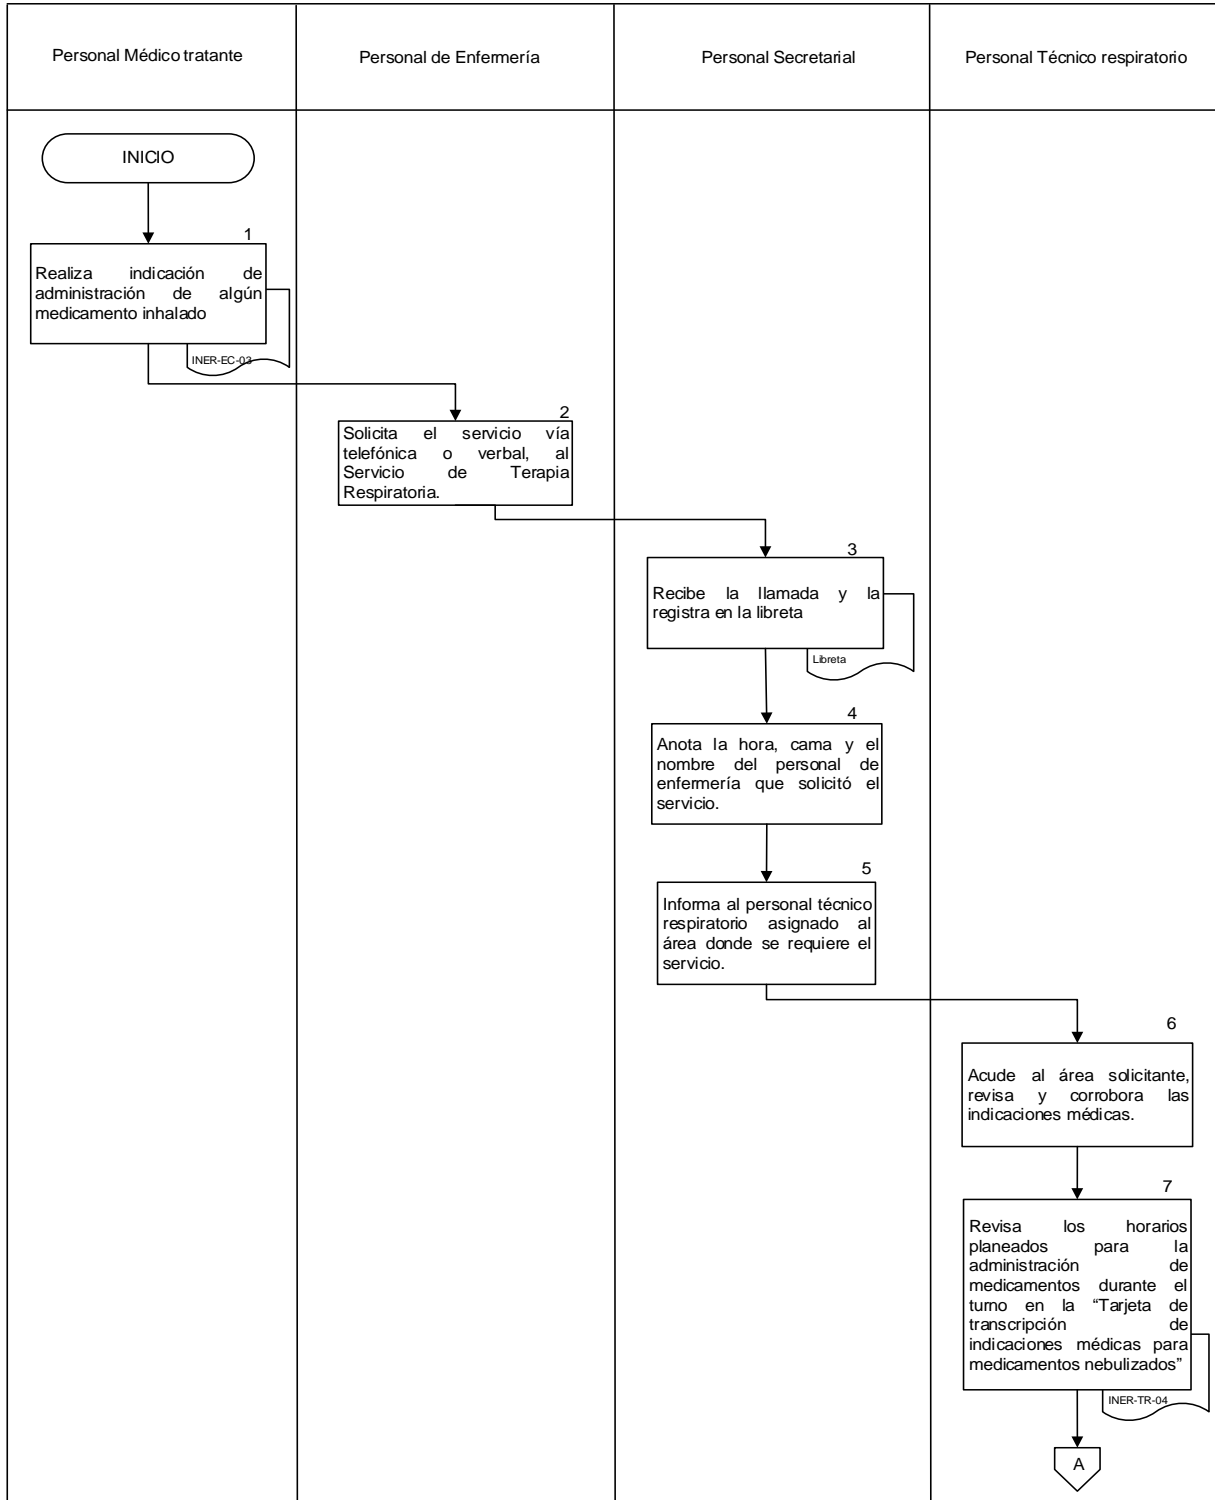 Personal Médico tratante
Personal de Enfermería
Personal Secretarial
Personal Técnico respiratorio
INICIO
1
Realiza indicación de
administración de algún
medicamento inhalado
INER-EC-03
2
Solicita el servicio vía
telefónica o verbal, al
Servicio de Terapia
Respiratoria.
3
Recibe la llamada y la
registra en la libreta
Libreta
4
Anota la hora, cama y el
nombre del personal de
enfermería que solicitó el
servicio.
5
Informa al personal técnico
respiratorio asignado al
área donde se requiere el
servicio.
6
Acude al área solicitante,
revisa y corrobora las
indicaciones médicas.
7
Revisa los horarios
planeados para la
administración de
medicamentos durante el
turno en la “Tarjeta de
transcripción de
indicaciones médicas para
medicamentos nebulizados”
INER-TR-04
A